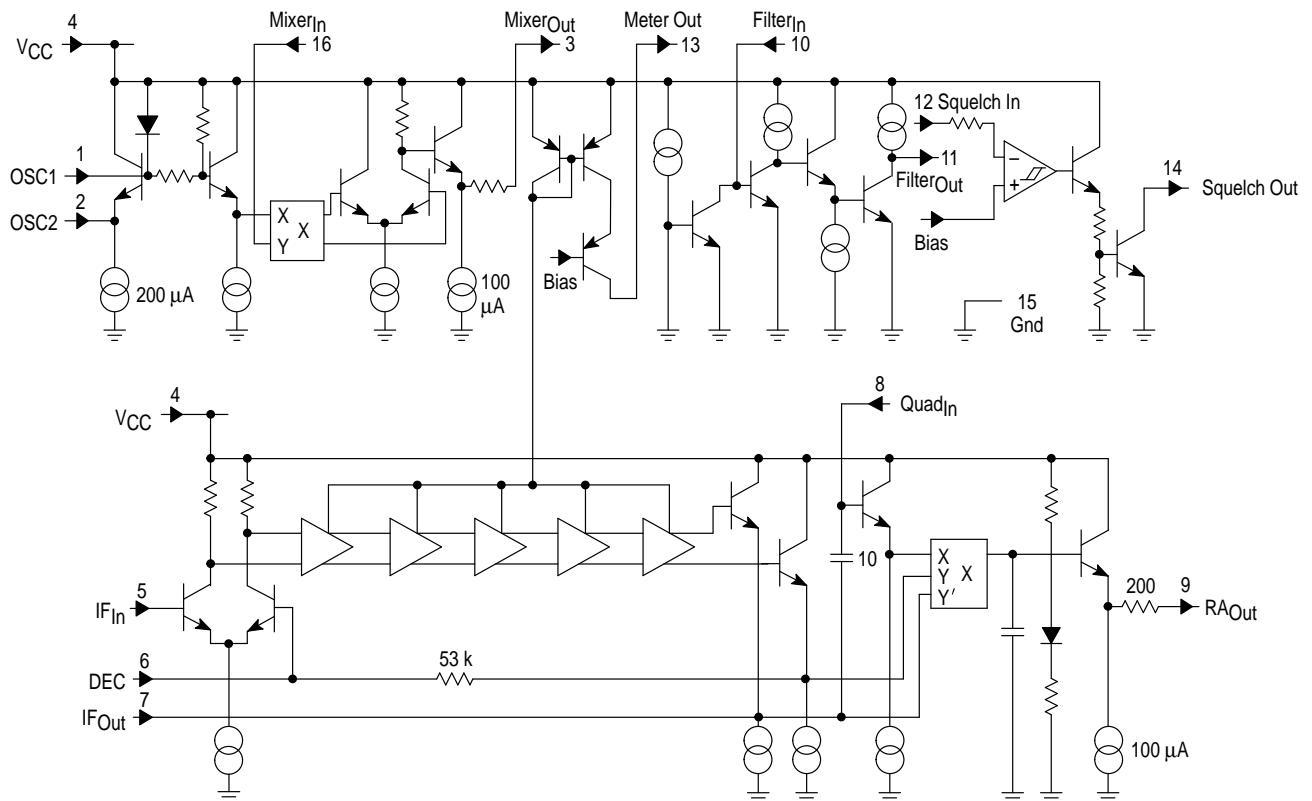 4
VCC
MixerIn
16
MixerOut
3
Meter Out
13
FilterIn
10
12 Squelch In
1
OSC1
2
OSC2
X
Y
X
200 µA
100
µA
Bias
11
FilterOut
Bias
–
+
14
Squelch Out
15
Gnd
4
VCC
8
QuadIn
10
X
Y
Y'
X
5
IFIn
200
9
RAOut
6
DEC
53 k
7
IFOut
100 µA